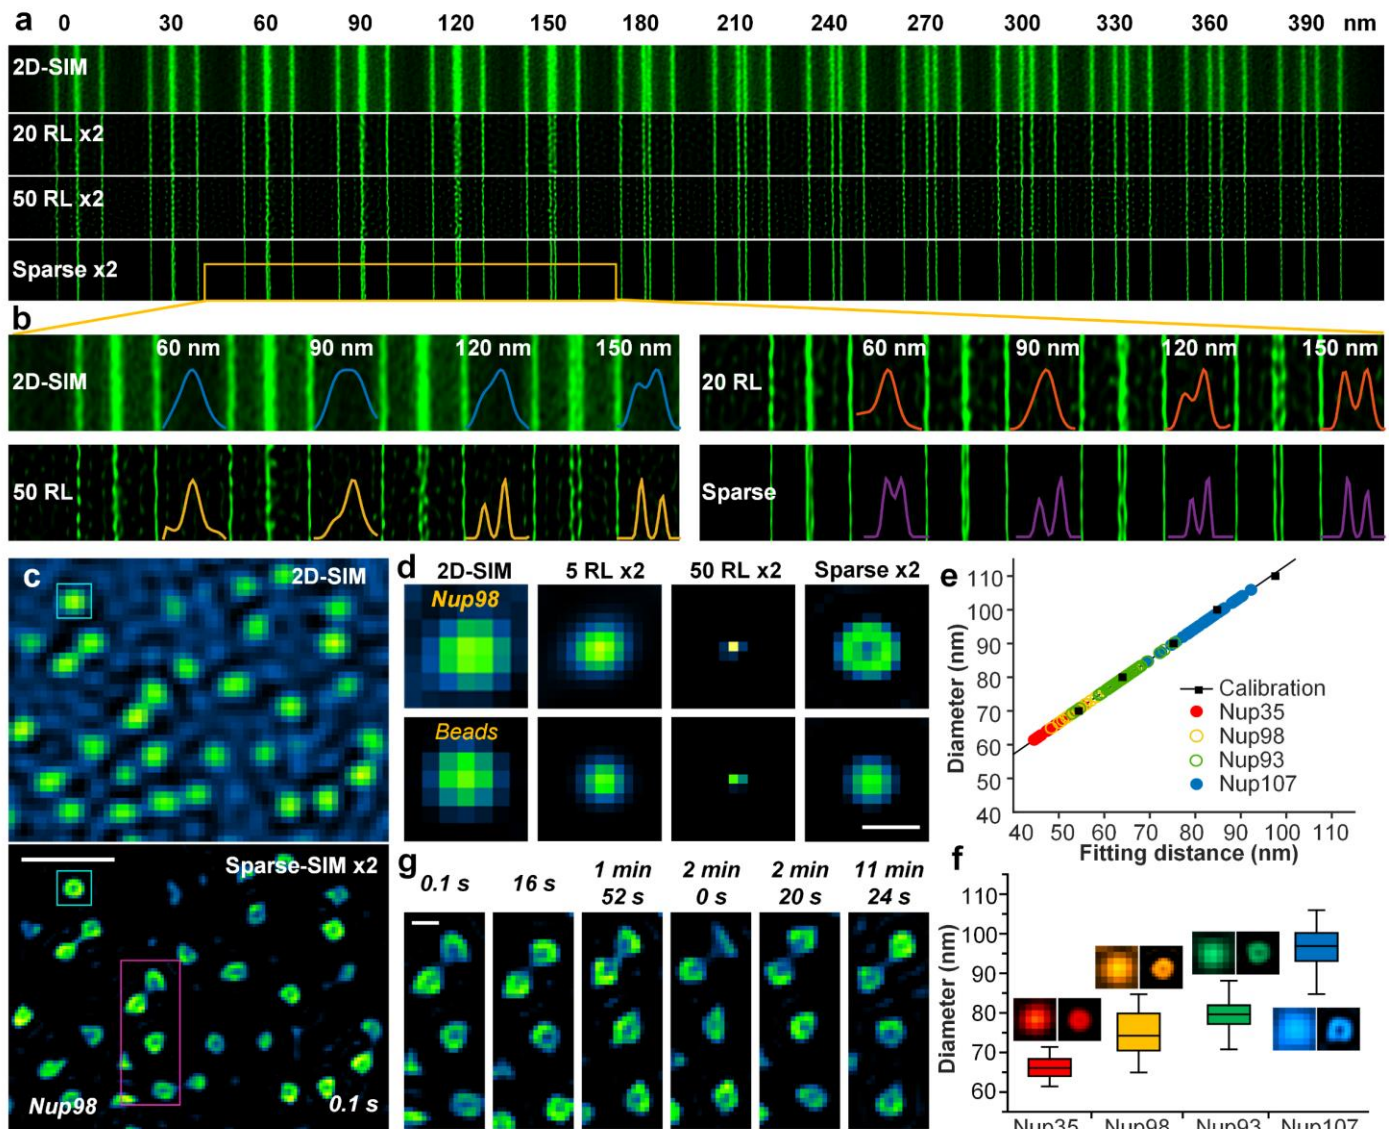 a 0 30 60 90 120 150 180 210 240 270 300 330 360 390 nm
2D-SIM
20 RL x2
50 RL x2
Sparse x2
b
2D-SIM 60 nm 90 nm 120 nm 150 nm
20 RL 60 nm 90 nm 120 nm 150 nm
50 RL
Sparse
c 2D-SIM
Sparse-SIM x2
Nup98 0.1 s
d 2D-SIM 5 RL x2 50 RL x2 Sparse x2
Nup98
Beads
e
Diameter (nm)
110
100
90
80
70
60
50
40
40 50 60 70 80 90 100 110
Fitting distance (nm)
Calibration
Nup35
Nup98
Nup93
Nup107
g 0.1 s 16 s 1 min 52 s 2 min 0 s 2 min 20 s 11 min 24 s
f
Diameter (nm)
110
100
90
80
70
60
Nup35 Nup98 Nup93 Nup107